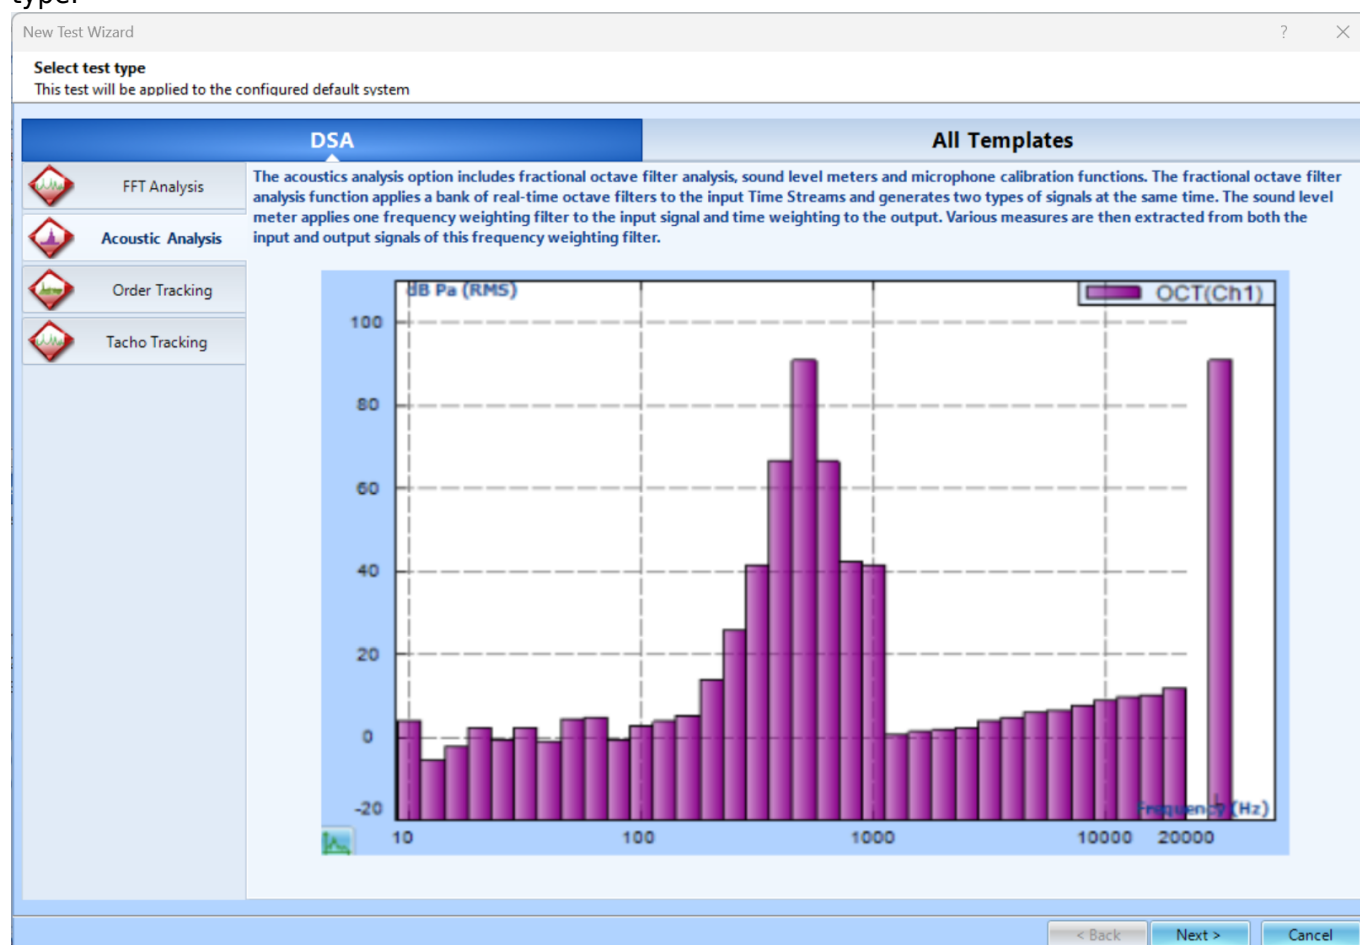 type.
New Test Wizard
?
Select test type
This test will be applied to the configured default system
DSA
All Templates
FFT Analysis
Acoustic Analysis
Order Tracking
Tacho Tracking
The acoustics analysis option includes fractional octave filter analysis, sound level meters and microphone calibration functions. The fractional octave filter
analysis function applies a bank of real-time octave filters to the input Time Streams and generates two types of signals at the same time. The sound level
meter applies one frequency weighting filter to the input signal and time weighting to the output. Various measures are then extracted from both the
input and output signals of this frequency weighting filter.
dB Pa (RMS)
OCT(Ch1)
100
80
60
40
20
0
-20
Frequency (Hz)
10
100
1000
10000
20000
< Back
Next >
Cancel